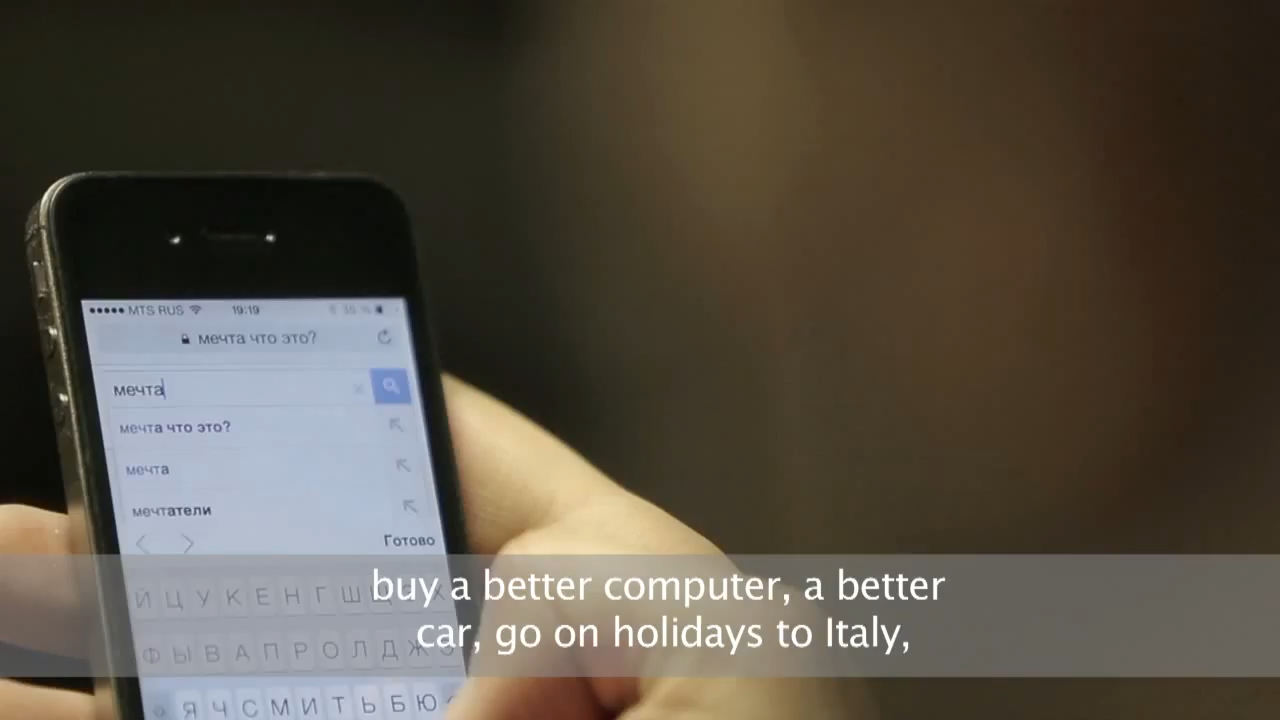 MTS RUS 19:19
мечта что это?
мечта
мечта что это?
мечта
мечтатели
Готово
Й Ц У К Е Н Г Ш Щ
Ф Ы В А П Р О Л Д Ж Э
Я Ч С М И Т Ь Б Ю
buy a better computer, a better
car, go on holidays to Italy,